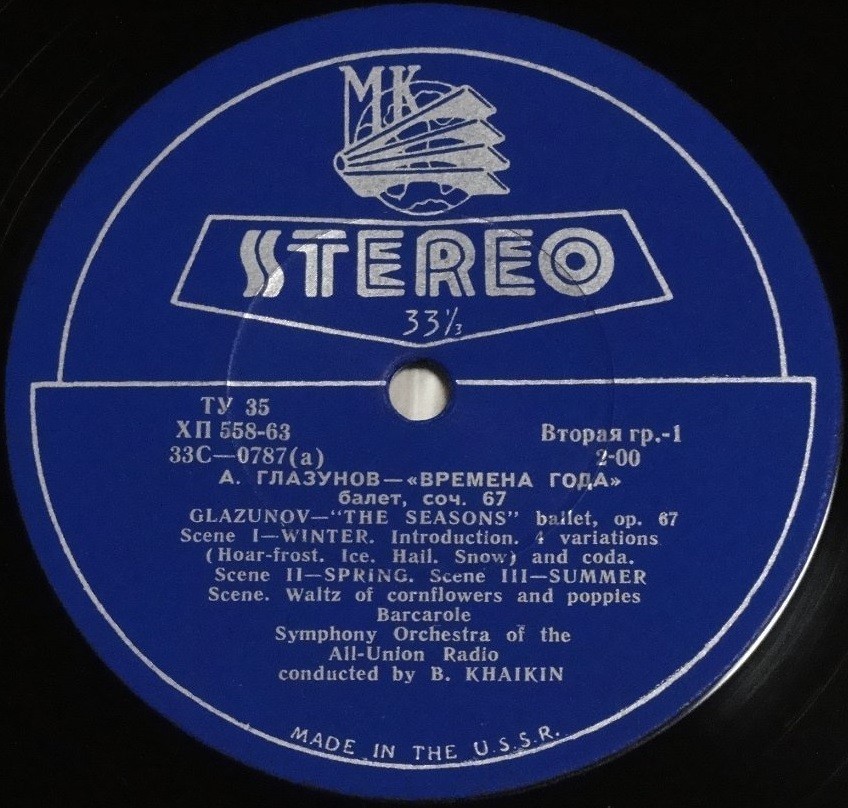 МК
STEREO
33⅓
ТУ 35
ХП 558-63
33С—0787(а)
Вторая гр.-1
2-00
А. ГЛАЗУНОВ—«ВРЕМЕНА ГОДА»
балет, соч. 67
GLAZUNOV—"THE SEASONS" ballet, op. 67
Scene I—WINTER. Introduction. 4 variations
(Hoar-frost. Ice. Hail. Snow) and coda.
Scene II—SPRING. Scene III—SUMMER
Scene. Waltz of cornflowers and poppies
Barcarole
Symphony Orchestra of the
All-Union Radio
conducted by B. KHAIKIN
MADE IN THE U.S.S.R.